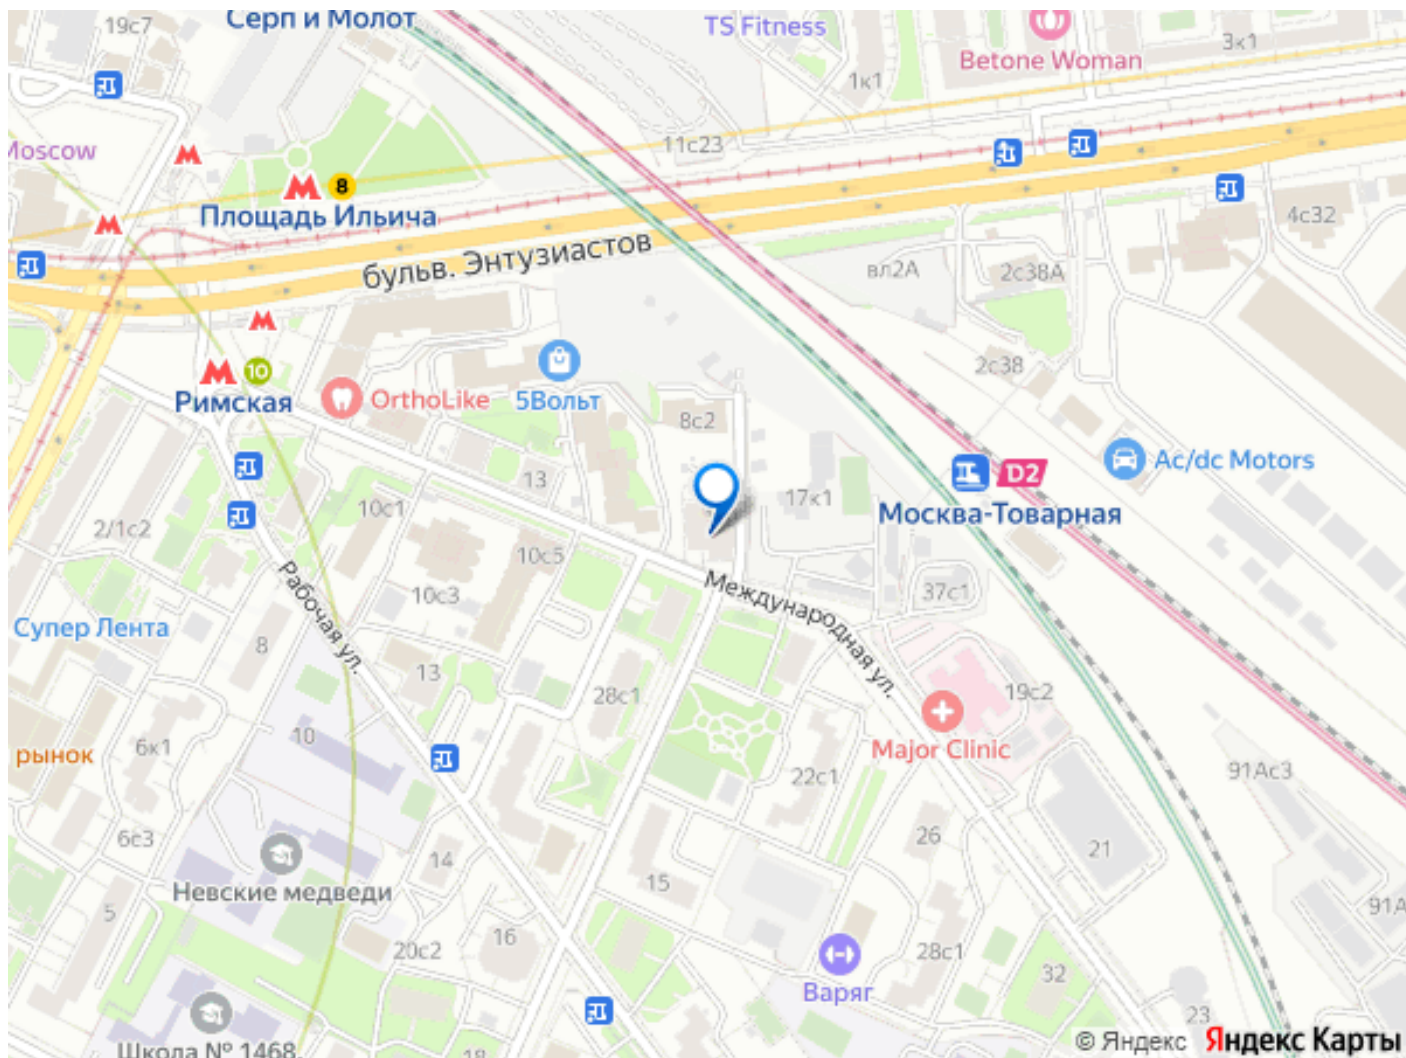 Серп и Молот
19с7
TS Fitness
Betone Woman
3к1
1к1
11с23
Moscow
8
Площадь Ильича
бульв. Энтузиастов
4с32
вл2А
2с38А
2с38
10
Римская
OrthoLike
5Вольт
8с2
13
Ac/dc Motors
D2
17к1
Москва-Товарная
10с1
2/1с2
10с5
10с3
Международная ул.
37с1
Рабочая ул.
Супер Лента
8
13
28с1
19с2
10
6к1
рынок
Major Clinic
22с1
91Ас3
26
6с3
14
21
Невские медведи
15
5
91А
16
20с2
28с1
32
Варяг
23
Школа № 1468,
18
© Яндекс Яндекс Карты